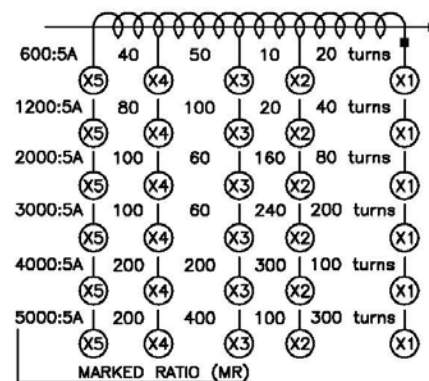 600:5A 40 50 10 20 turns
X5 X4 X3 X2 X1
1200:5A 80 100 20 40 turns
X5 X4 X3 X2 X1
2000:5A 100 60 160 80 turns
X5 X4 X3 X2 X1
3000:5A 100 60 240 200 turns
X5 X4 X3 X2 X1
4000:5A 200 200 300 100 turns
X5 X4 X3 X2 X1
5000:5A 200 400 100 300 turns
X5 X4 X3 X2 X1
MARKED RATIO (MR)